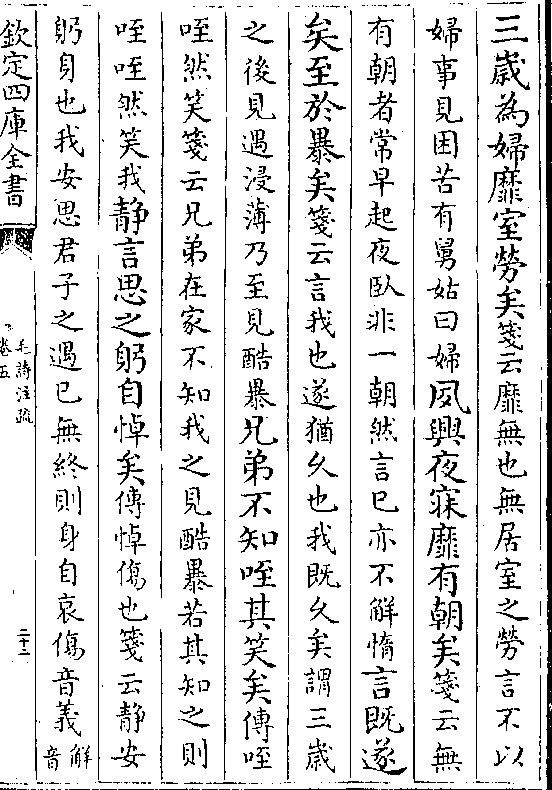 三歳為婦靡室勞矣箋云靡無也無居室之勞言不以
婦事見困苦有舅姑曰婦夙興夜寐靡有朝矣箋云無
有朝者常早起夜臥非一朝然言已亦不解惰言既遂
矣至於暴矣箋云言我也遂猶久也我既久矣謂三歳
之後見遇浸薄乃至見酷暴兄弟不知咥其笑矣傳咥
咥然笑箋云兄弟在家不知我之見酷暴若其知之則
咥咥然笑我静言思之躬自悼矣傳悼傷也箋云静安
躬身也我安思君子之遇已無終則身自哀傷音義解音
欽定四庫全書
毛詩注疏
卷五
二十二